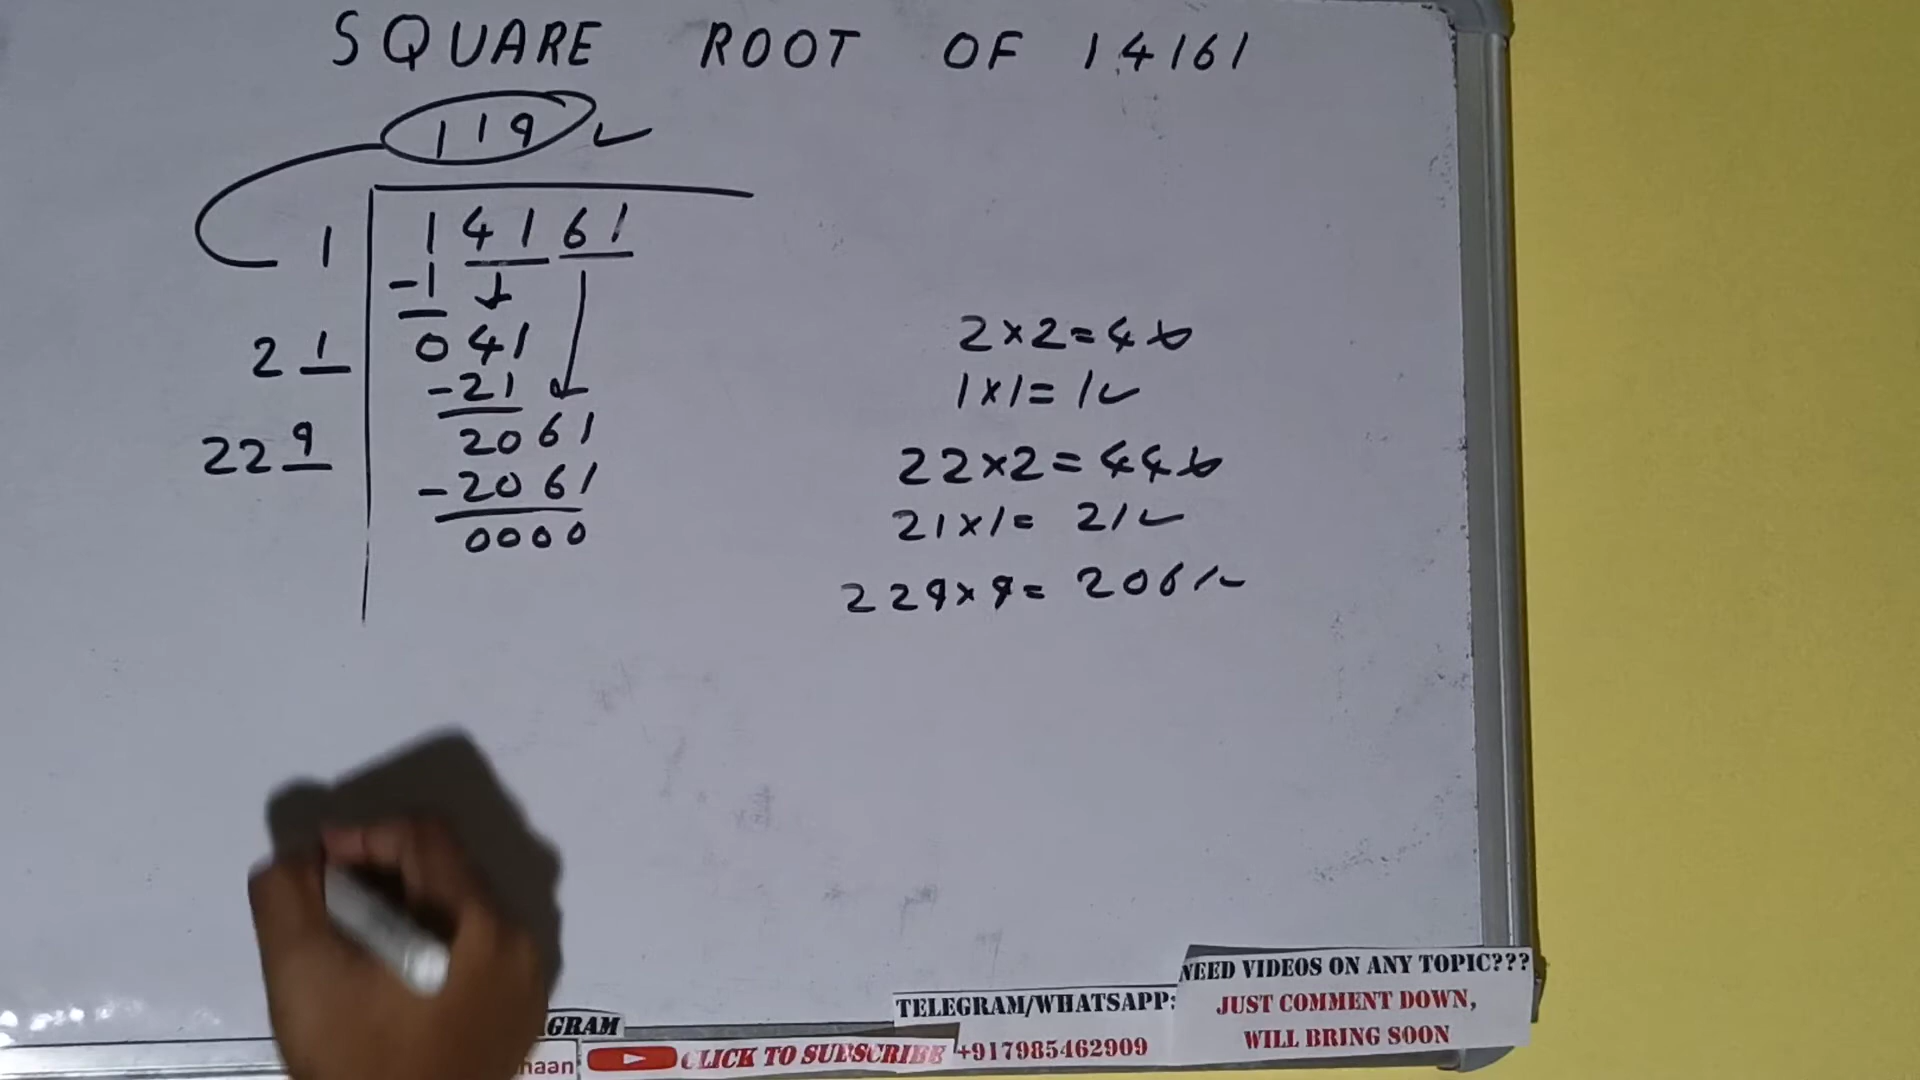 SQUARE ROOT OF 14161
119
1 14161
-1
21 041
-21
229 2061
-2061
0000
2×2=4
1×1=1
22×2=44
21×1=21
229×9=2061
NEED VIDEOS ON ANY TOPIC???
JUST COMMENT DOWN,
WILL BRING SOON
TELEGRAM/WHATSAPP:
+917985462909
GRAM
haan
CLICK TO SUBSCRIBE